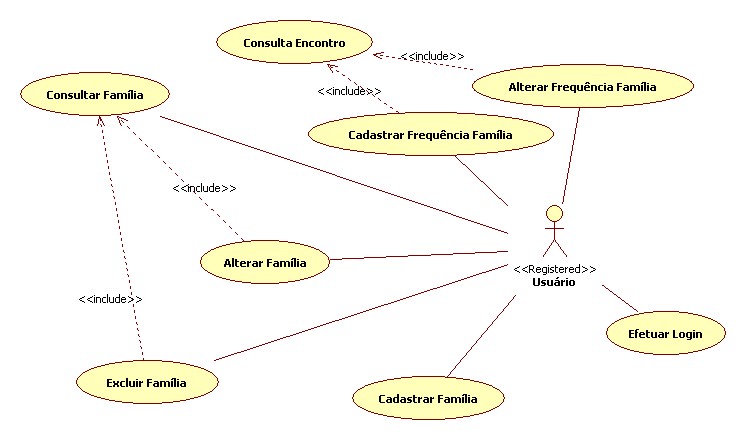 Consulta Encontro
<<include>>
Alterar Frequência Família
Consultar Família
<<include>>
Cadastrar Frequência Família
<<include>>
Alterar Família
<<Registered>>
Usuário
<<include>>
Efetuar Login
Excluir Família
Cadastrar Família